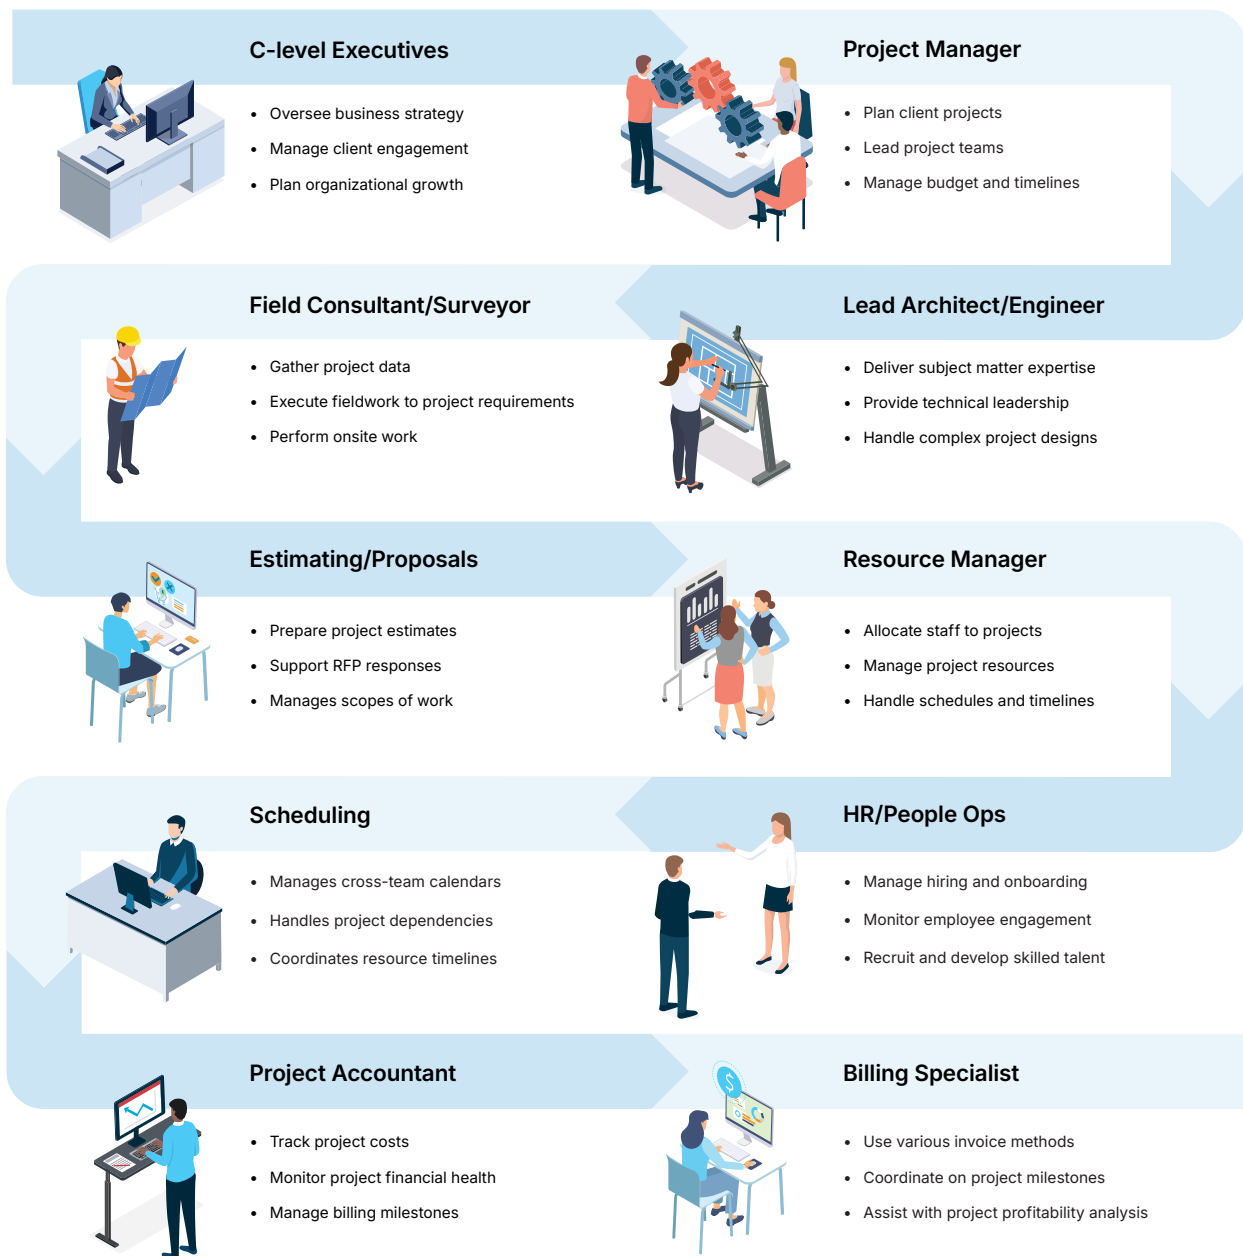 C-level Executives
• Oversee business strategy
• Manage client engagement
• Plan organizational growth
Project Manager
• Plan client projects
• Lead project teams
• Manage budget and timelines
Lead Architect/Engineer
• Deliver subject matter expertise
• Provide technical leadership
• Handle complex project designs
Field Consultant/Surveyor
• Gather project data
• Execute fieldwork to project requirements
• Perform onsite work
Estimating/Proposals
• Prepare project estimates
• Support RFP responses
• Manages scopes of work
Resource Manager
• Allocate staff to projects
• Manage project resources
• Handle schedules and timelines
HR/People Ops
• Manage hiring and onboarding
• Monitor employee engagement
• Recruit and develop skilled talent
Scheduling
• Manages cross-team calendars
• Handles project dependencies
• Coordinates resource timelines
Project Accountant
• Track project costs
• Monitor project financial health
• Manage billing milestones
Billing Specialist
$
• Use various invoice methods
• Coordinate on project milestones
• Assist with project profitability analysis